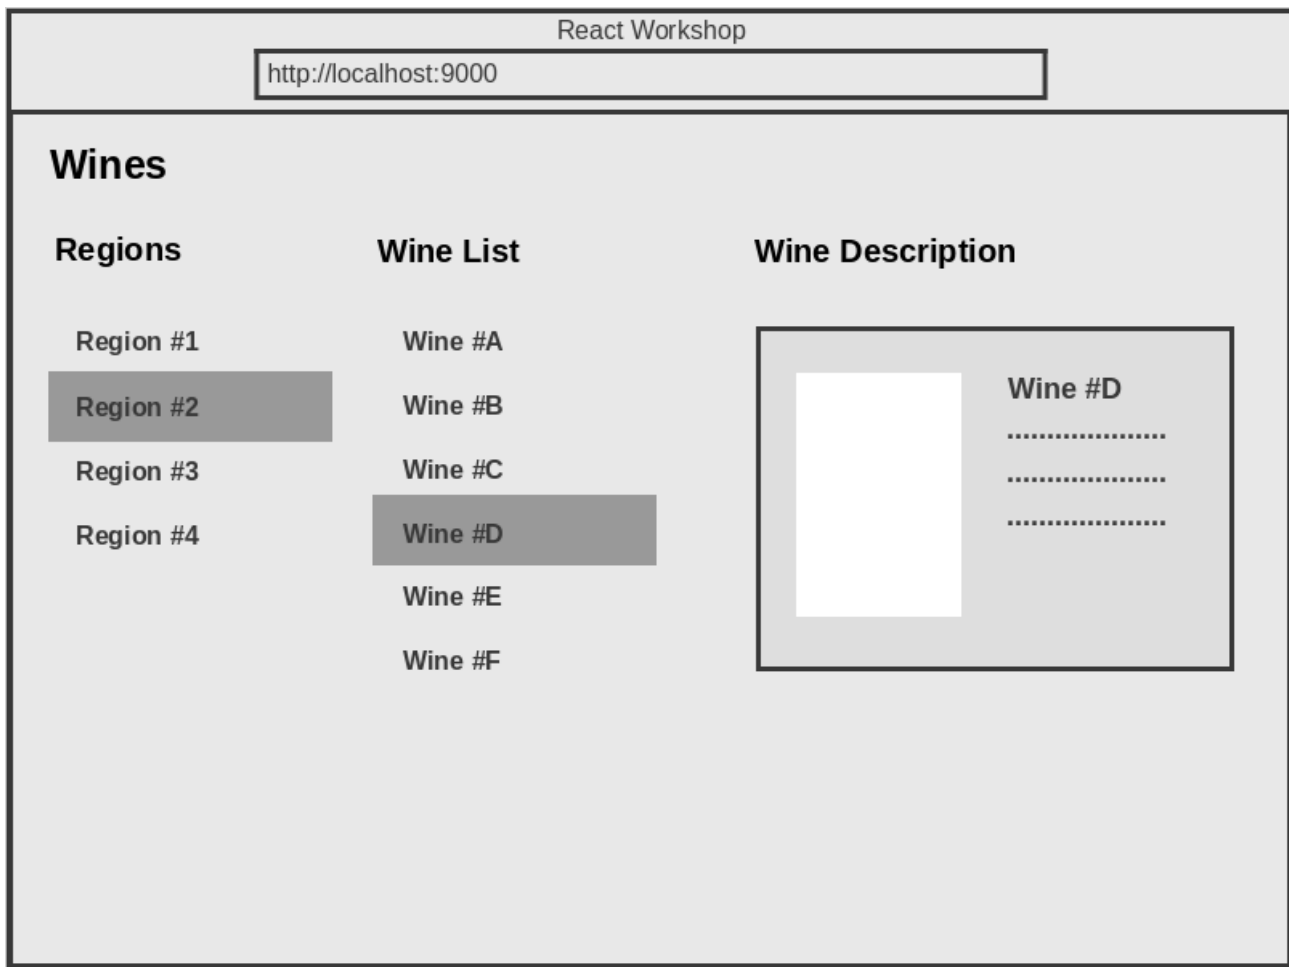 React Workshop
http://localhost:9000
Wines
Regions
Region #1
Region #2
Region #3
Region #4
Wine List
Wine #A
Wine #B
Wine #C
Wine #D
Wine #E
Wine #F
Wine Description
Wine #D
....................
....................
....................